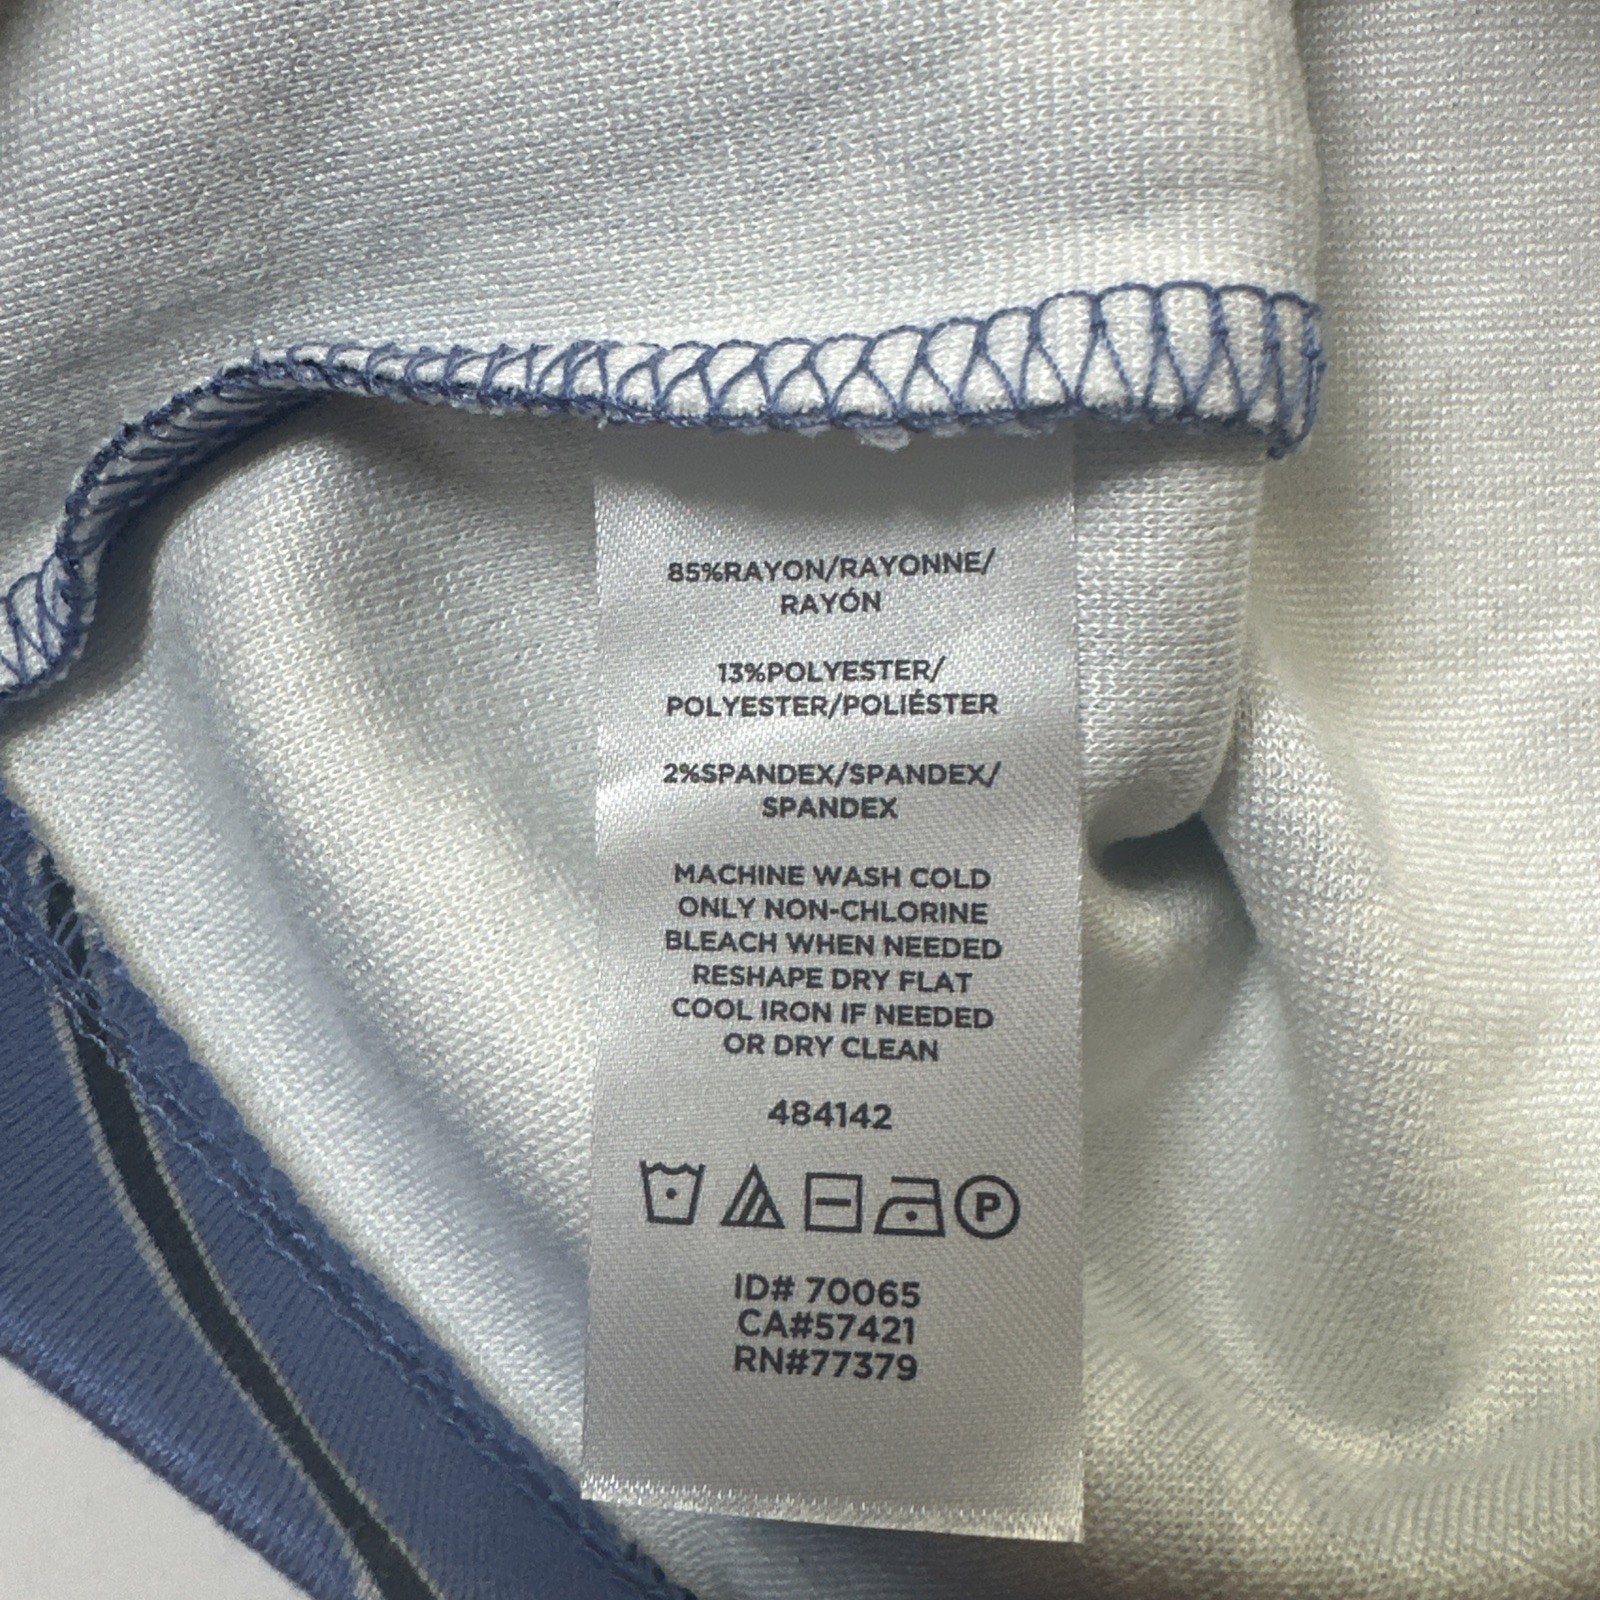 85%RAYON/RAYONNE/
RAYÓN
13%POLYESTER/
POLYESTER/POLIÉSTER
2%SPANDEX/SPANDEX/
SPANDEX
MACHINE WASH COLD
ONLY NON-CHLORINE
BLEACH WHEN NEEDED
RESHAPE DRY FLAT
COOL IRON IF NEEDED
OR DRY CLEAN
484142
P
ID# 70065
CA#57421
RN#77379